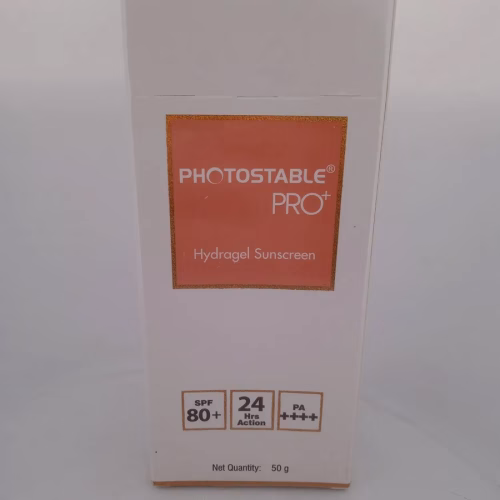 PHOTOSTABLE®
PRO+
Hydragel Sunscreen
SPF 80+
24 Hrs Action
PA ++++
Net Quantity: 50 g